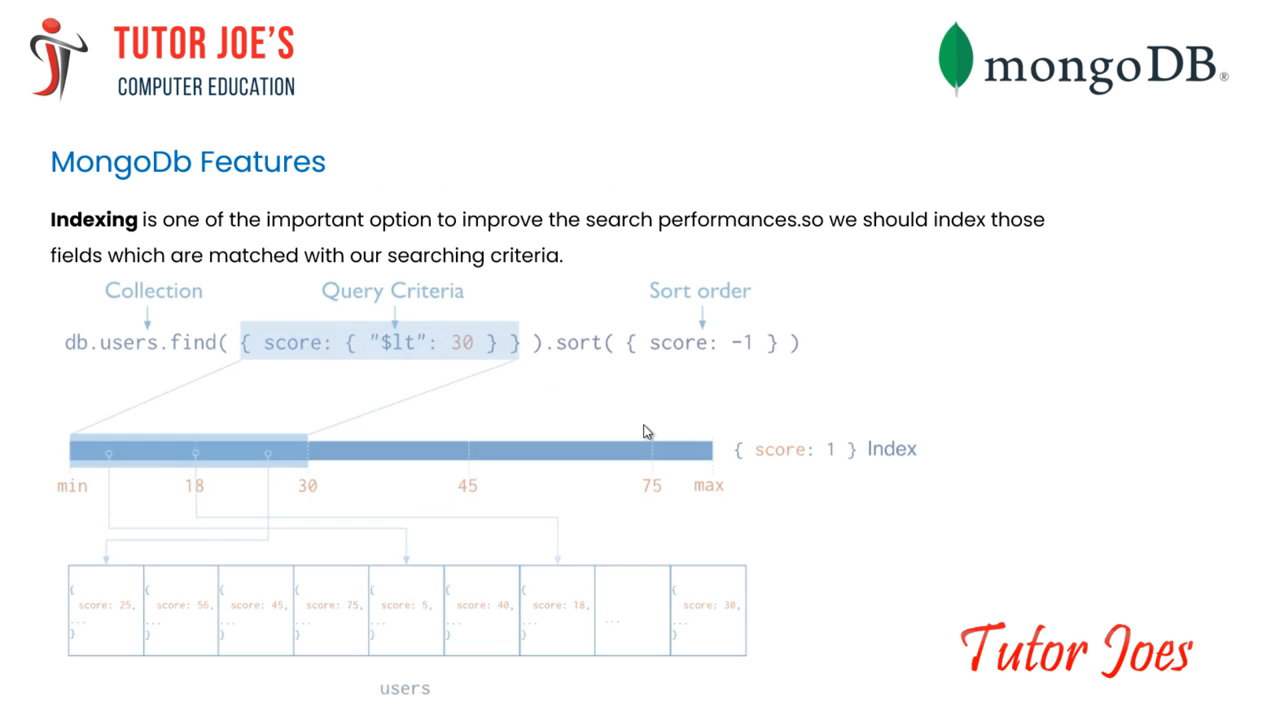 TUTOR JOE'S
COMPUTER EDUCATION
mongoDB®
MongoDb Features
Indexing is one of the important option to improve the search performances.so we should index those
fields which are matched with our searching criteria.
Collection Query Criteria Sort order
db.users.find( { score: { "$lt": 30 } } ).sort( { score: -1 } )
{ score: 1 } Index
min 18 30 45 75 max
{ { { { { { { {
score: 25, score: 56, score: 45, score: 75, score: 5, score: 40, score: 18, score: 30,
... ... ... ... ... ... ... ... ...
} } } } } } } }
users
Tutor Joes